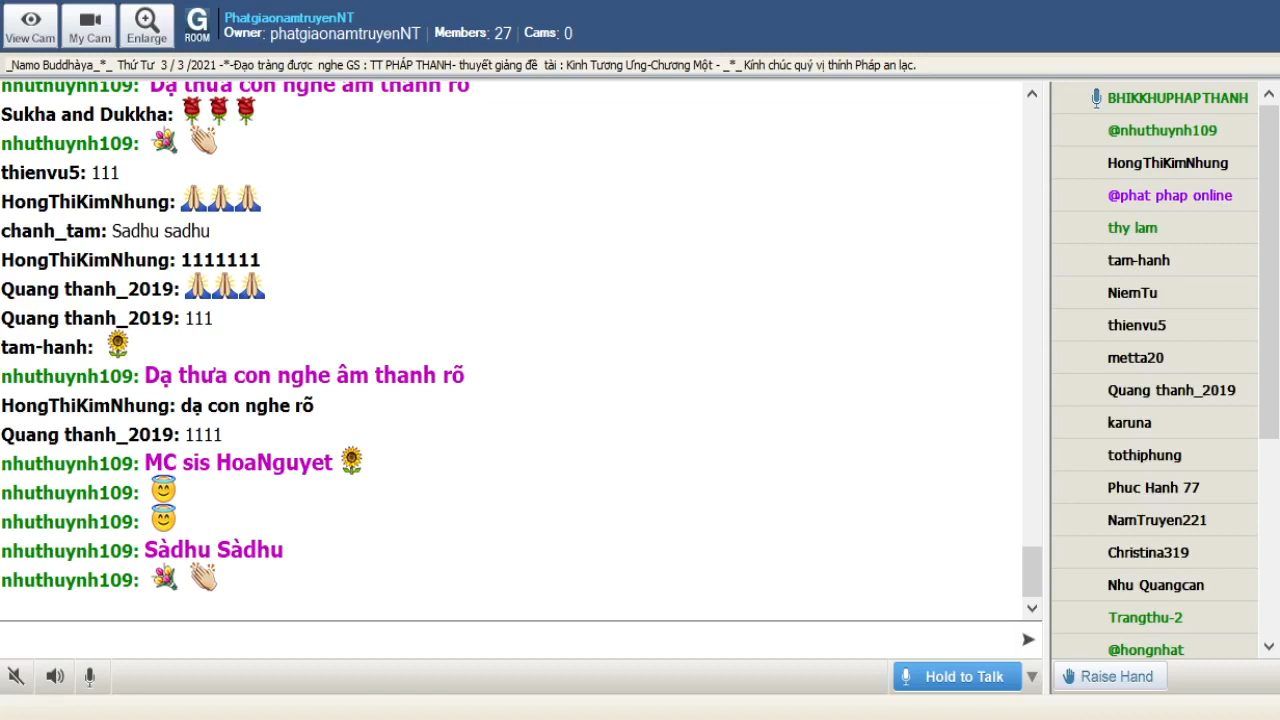 View Cam
My Cam
Enlarge
G
ROOM
PhatgiaonamtruyenNT
Owner: phatgiaonamtruyenNT | Members: 27 | Cams: 0
_Namo Buddhàya_*_ Thứ Tư 3 / 3 /2021 -*-Đạo tràng được nghe GS : TT PHÁP THANH- thuyết giảng đề tài : Kinh Tương Ưng-Chương Một - _*_ Kính chúc quý vị thính Pháp an lạc.
nhuthuynh109: Dạ thưa con nghe âm thanh rõ
Sukha and Dukkha:
nhuthuynh109:
thienvu5: 111
HongThiKimNhung:
chanh_tam: Sadhu sadhu
HongThiKimNhung: 1111111
Quang thanh_2019:
Quang thanh_2019: 111
tam-hanh:
nhuthuynh109: Dạ thưa con nghe âm thanh rõ
HongThiKimNhung: dạ con nghe rõ
Quang thanh_2019: 1111
nhuthuynh109: MC sis HoaNguyet
nhuthuynh109:
nhuthuynh109:
nhuthuynh109: Sàdhu Sàdhu
nhuthuynh109:
BHIKKHUPHAPTHANH
@nhuthuynh109
HongThiKimNhung
@phat phap online
thy lam
tam-hanh
NiemTu
thienvu5
metta20
Quang thanh_2019
karuna
tothiphung
Phuc Hanh 77
NamTruyen221
Christina319
Nhu Quangcan
Trangthu-2
@hongnhat
Hold to Talk
Raise Hand